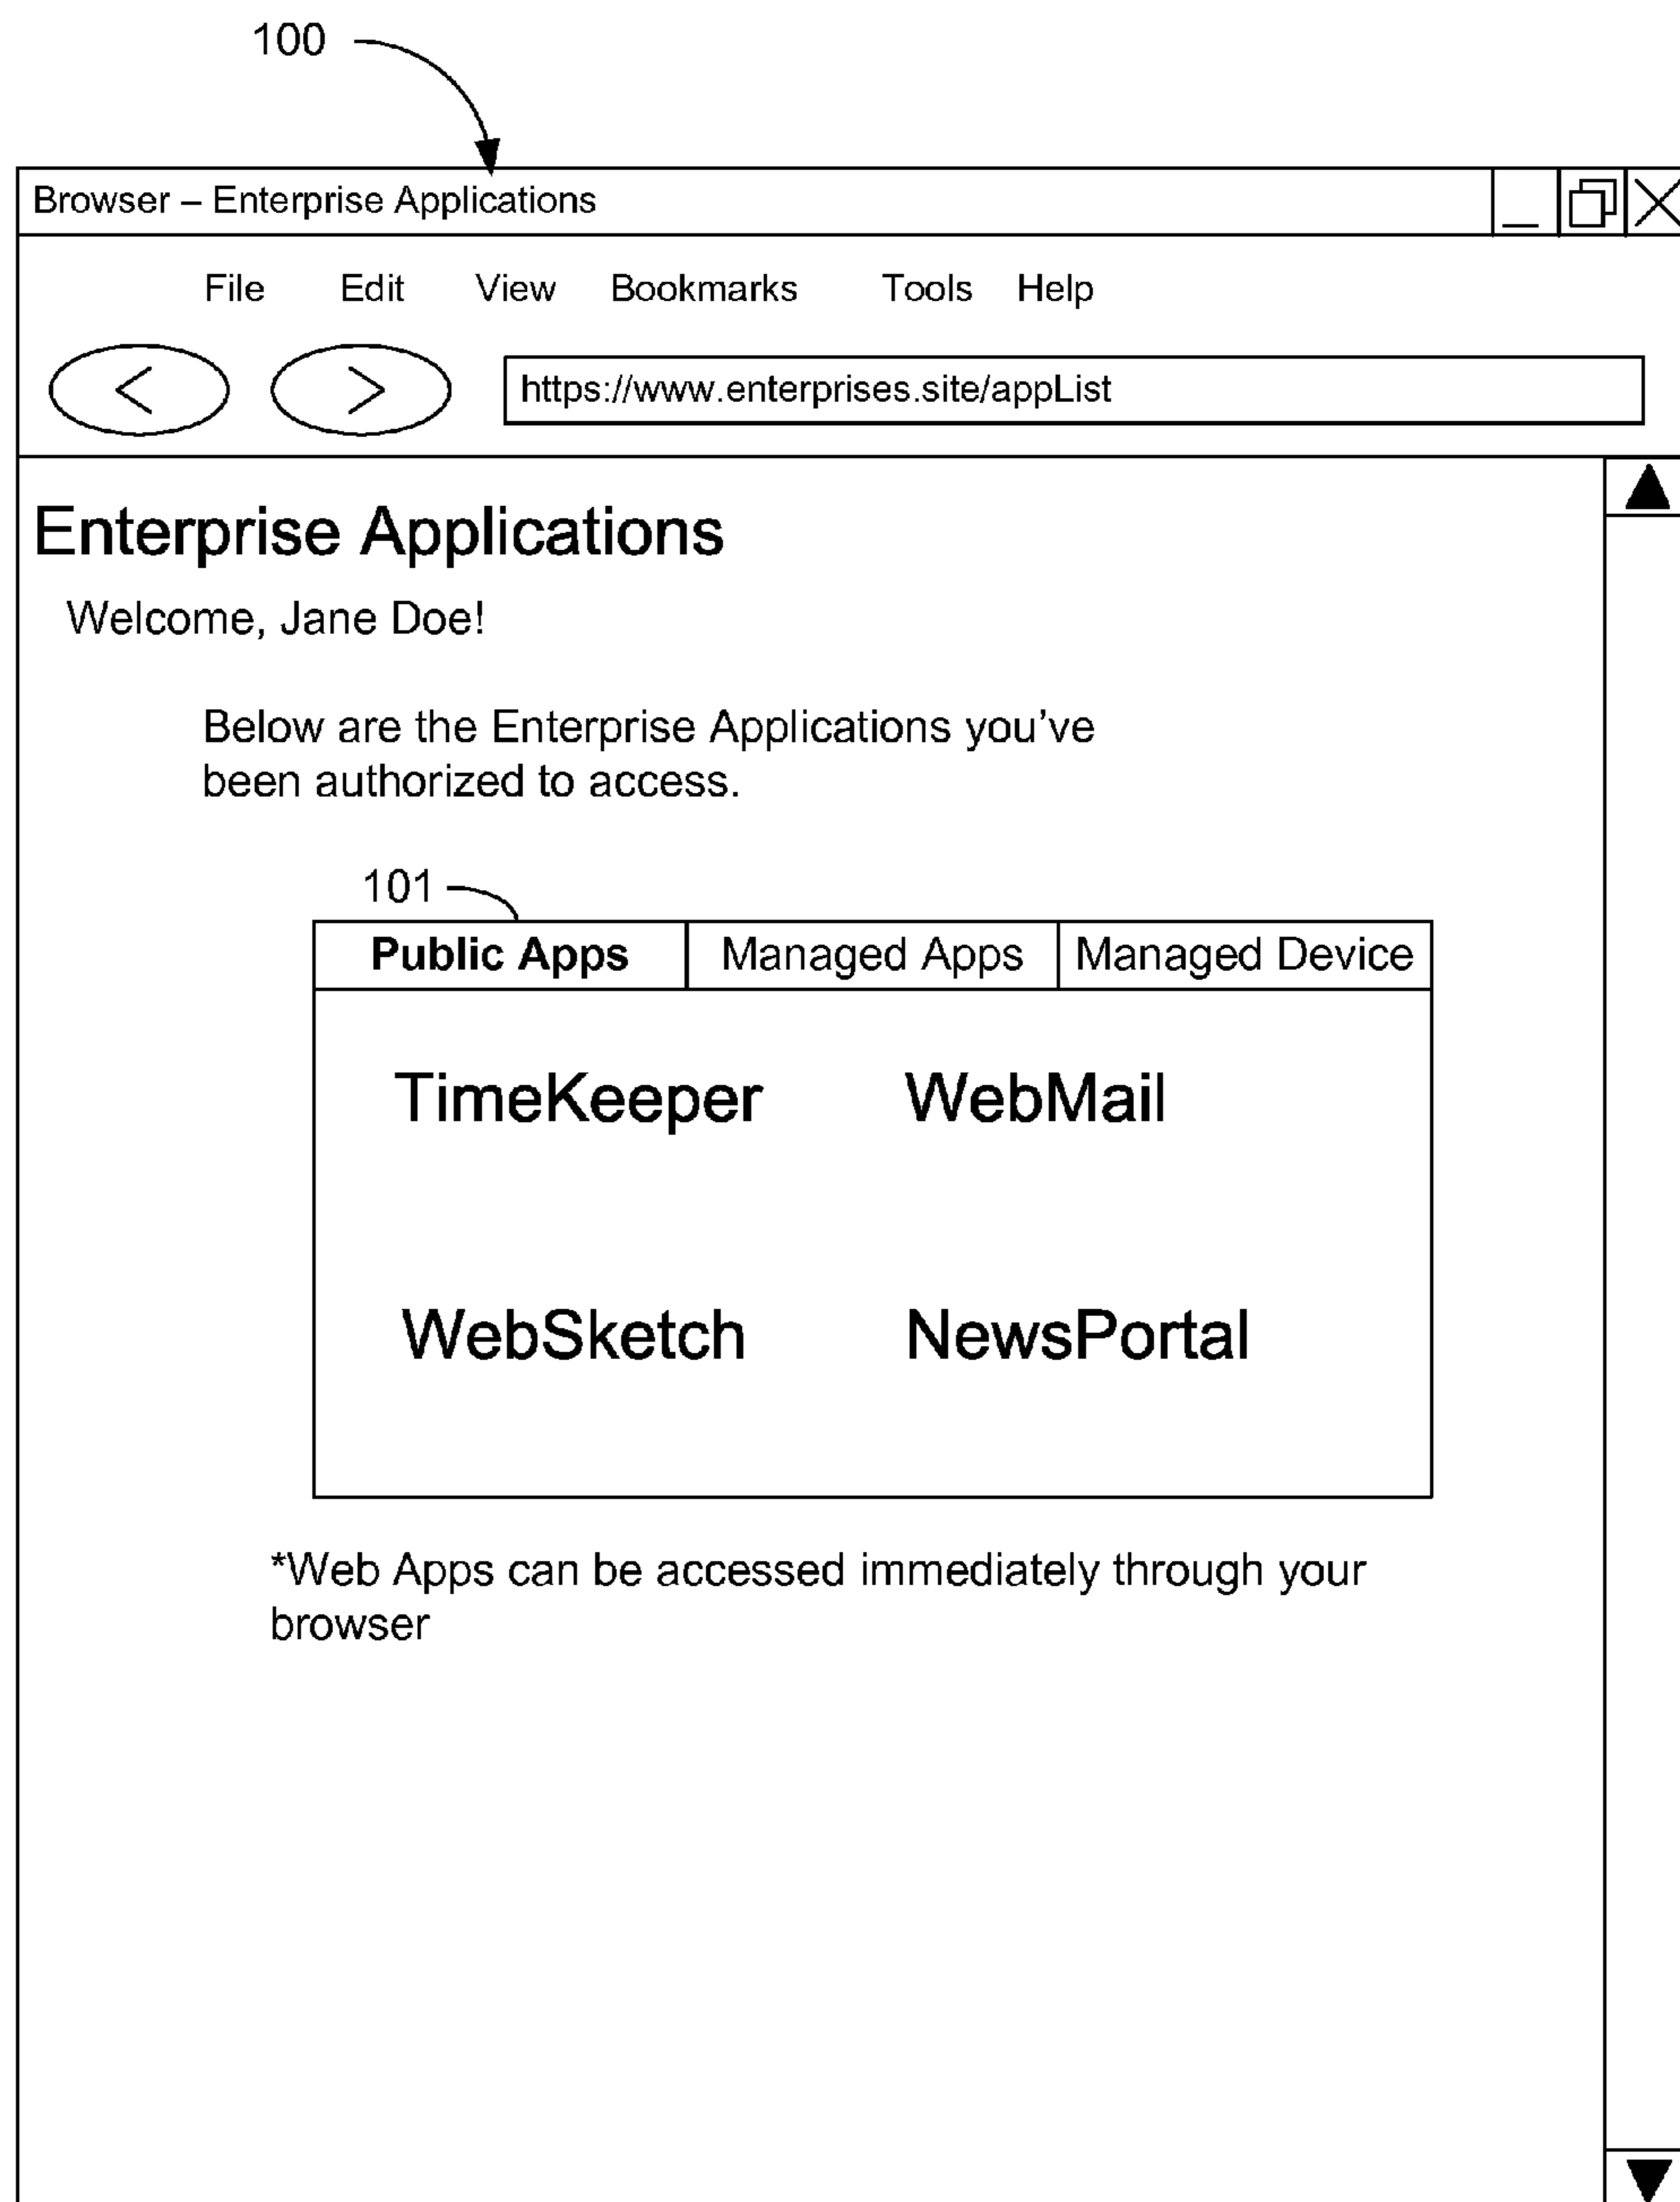 100
Browser – Enterprise Applications
File Edit View Bookmarks Tools Help
< >
https://www.enterprises.site/appList
Enterprise Applications
Welcome, Jane Doe!
Below are the Enterprise Applications you've
been authorized to access.
101
Public Apps Managed Apps Managed Device
TimeKeeper WebMail
WebSketch NewsPortal
*Web Apps can be accessed immediately through your
browser